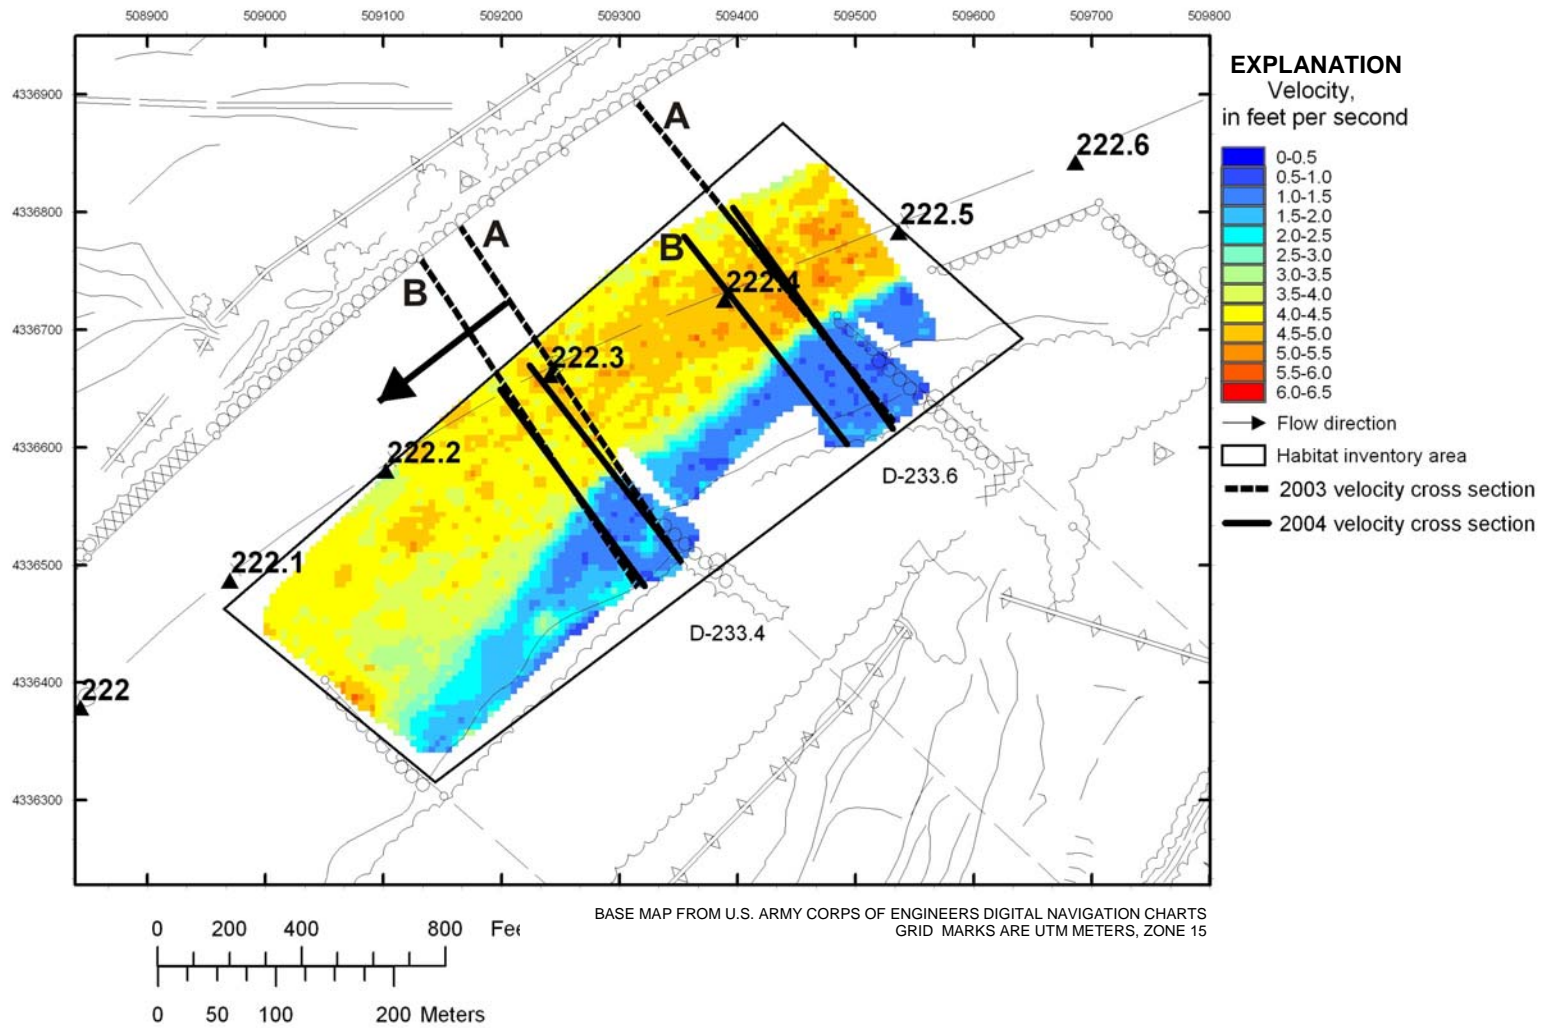 508900 509000 509100 509200 509300 509400 509500 509600 509700 509800
4336900
4336800
4336700
4336600
4336500
4336400
4336300
A
B
A
B
222.6
222.5
222.4
222.3
222.2
222.1
222
D-233.6
D-233.4
EXPLANATION
Velocity,
in feet per second
0-0.5
0.5-1.0
1.0-1.5
1.5-2.0
2.0-2.5
2.5-3.0
3.0-3.5
3.5-4.0
4.0-4.5
4.5-5.0
5.0-5.5
5.5-6.0
6.0-6.5
Flow direction
Habitat inventory area
2003 velocity cross section
2004 velocity cross section
BASE MAP FROM U.S. ARMY CORPS OF ENGINEERS DIGITAL NAVIGATION CHARTS
GRID MARKS ARE UTM METERS, ZONE 15
0 200 400 800 Fee
0 50 100 200 Meters